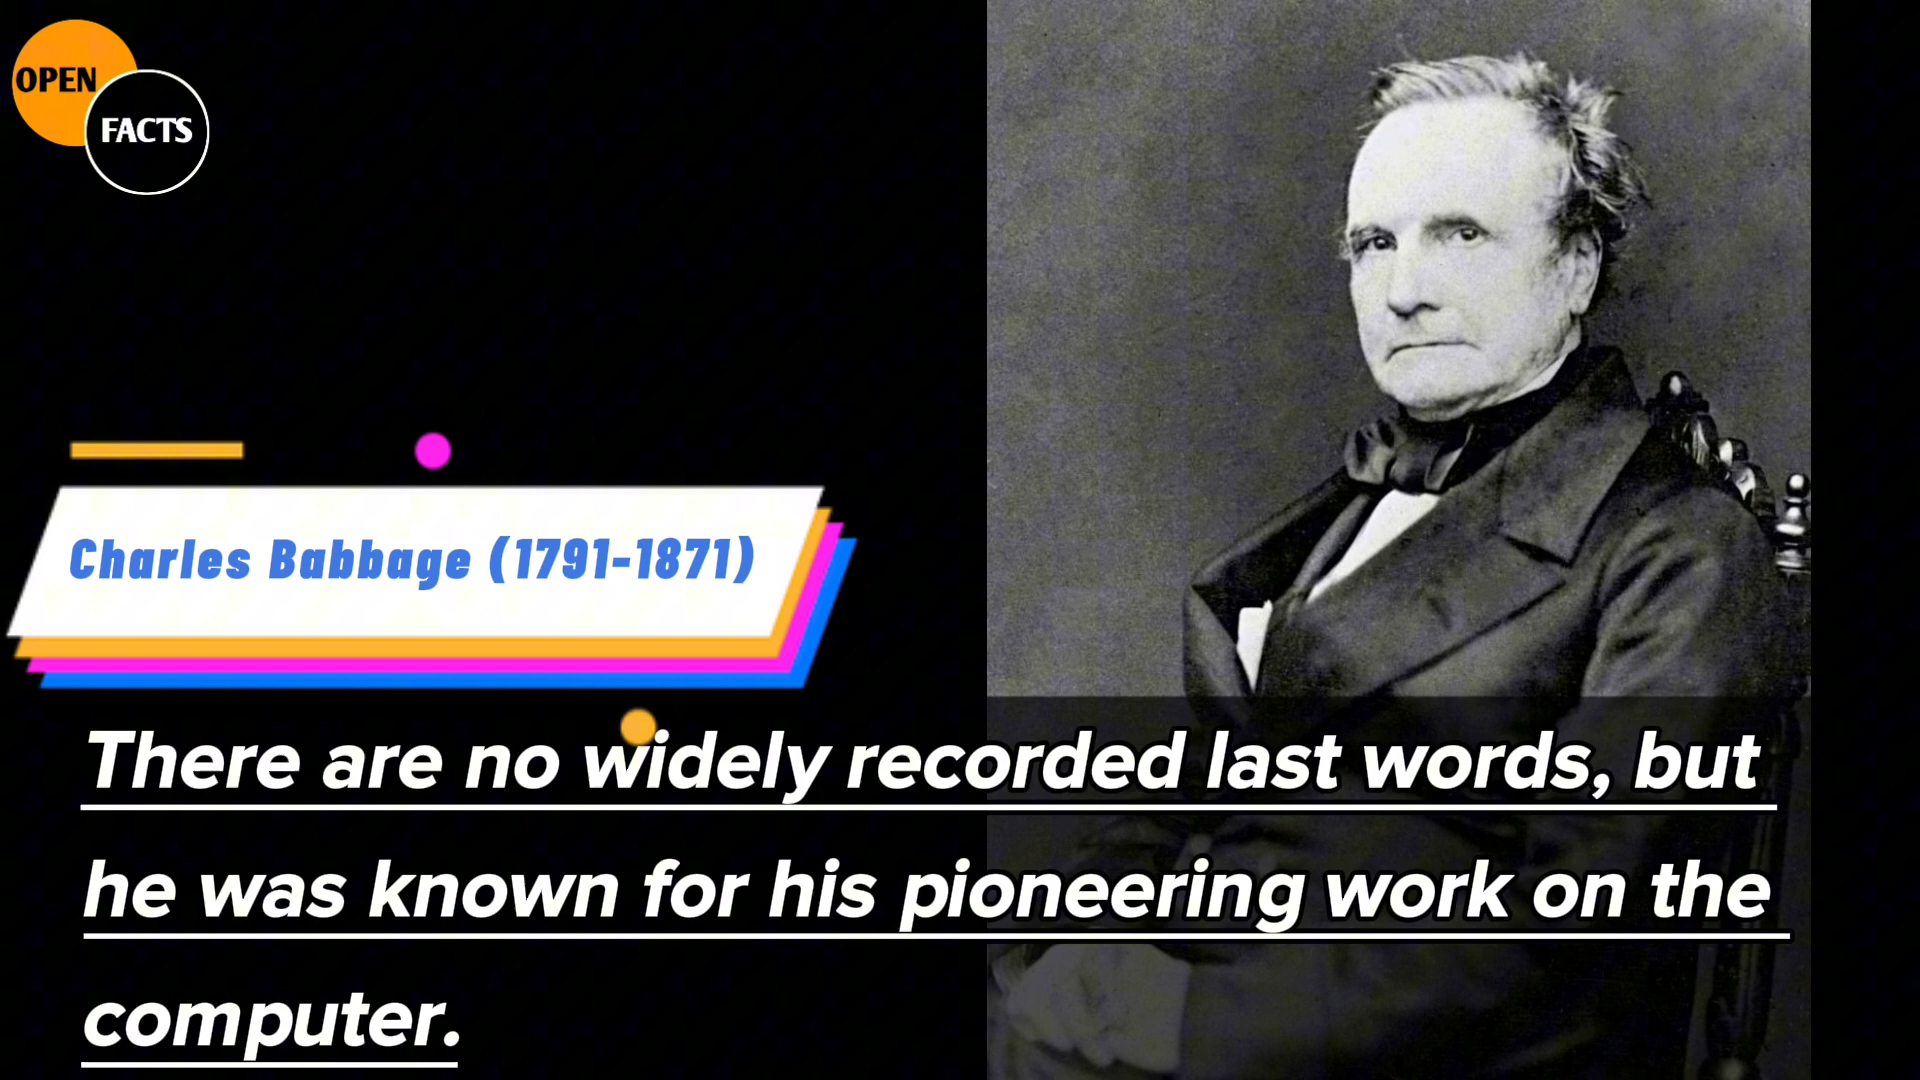 OPEN
FACTS
Charles Babbage (1791-1871)
There are no widely recorded last words, but
he was known for his pioneering work on the
computer.